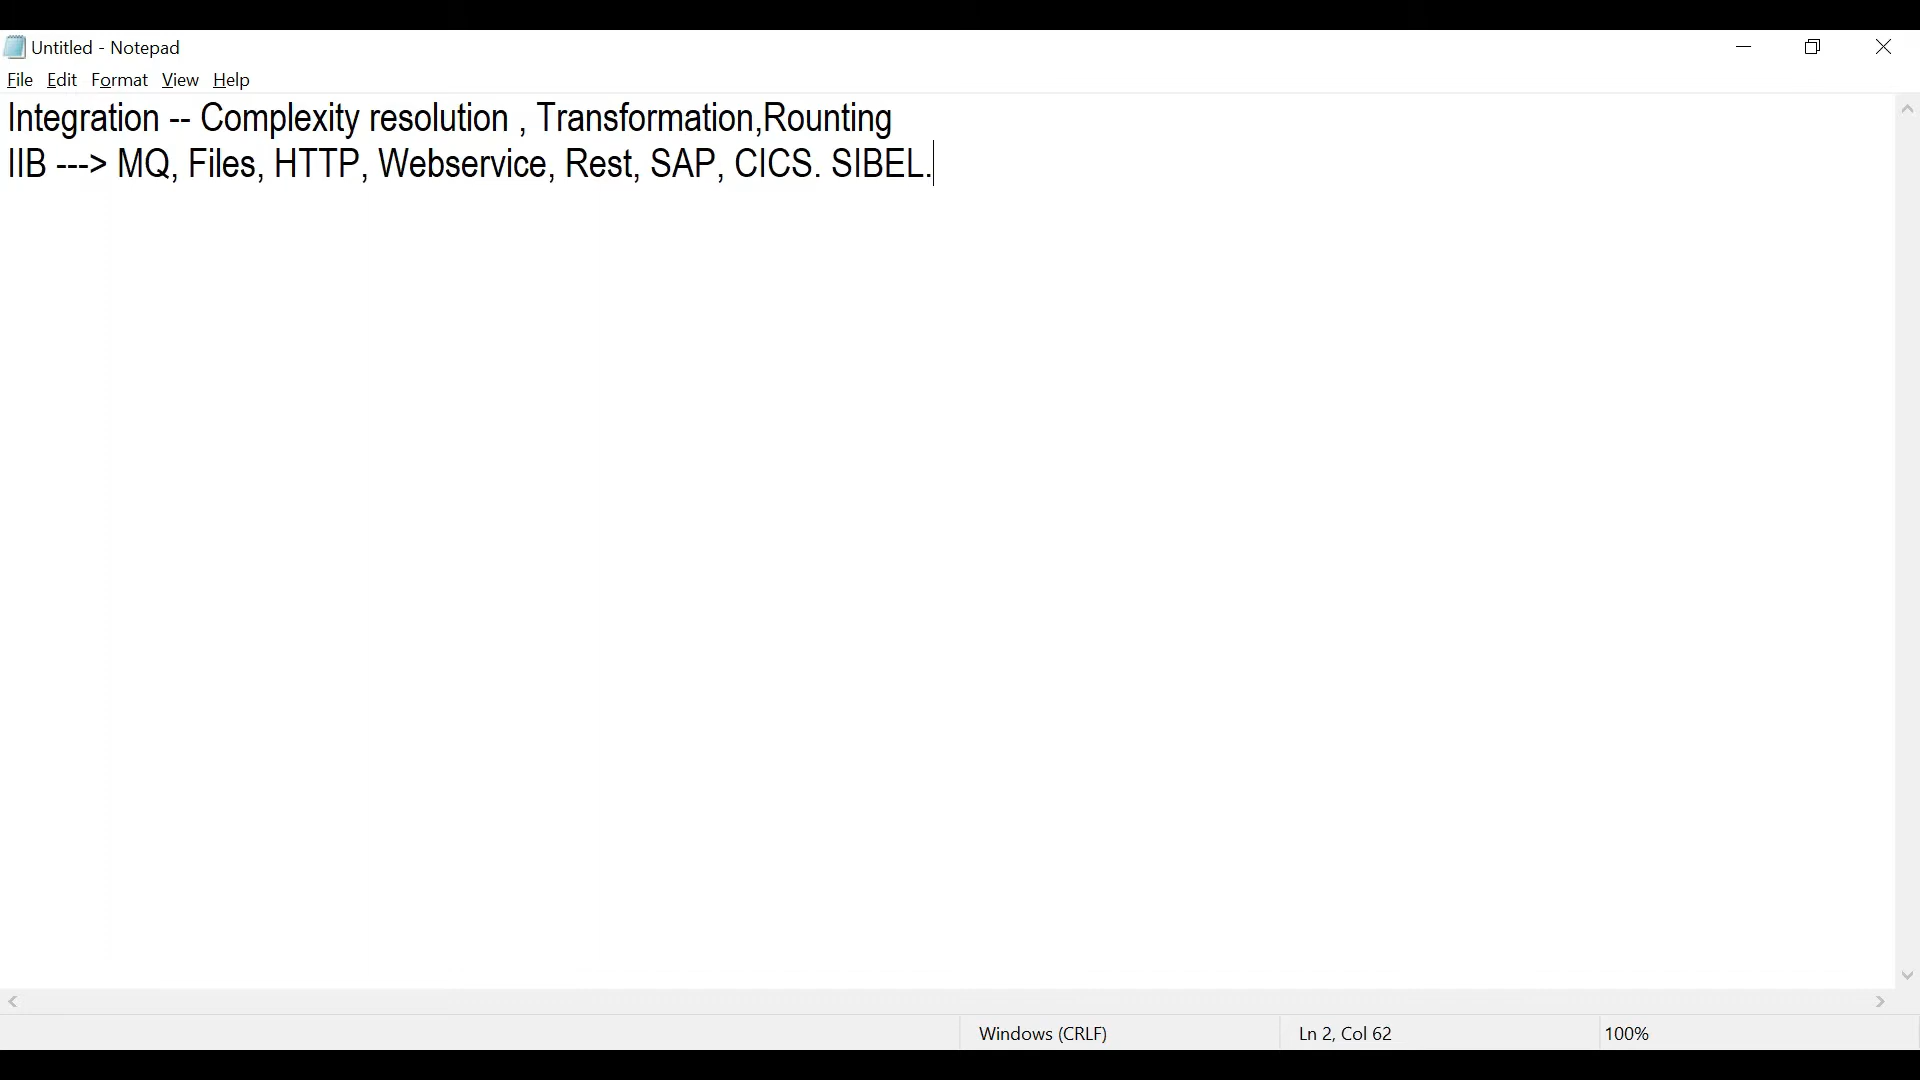 Untitled - Notepad
File Edit Format View Help
Integration -- Complexity resolution , Transformation,Rounting
IIB ---> MQ, Files, HTTP, Webservice, Rest, SAP, CICS. SIBEL.
Windows (CRLF) Ln 2, Col 62 100%